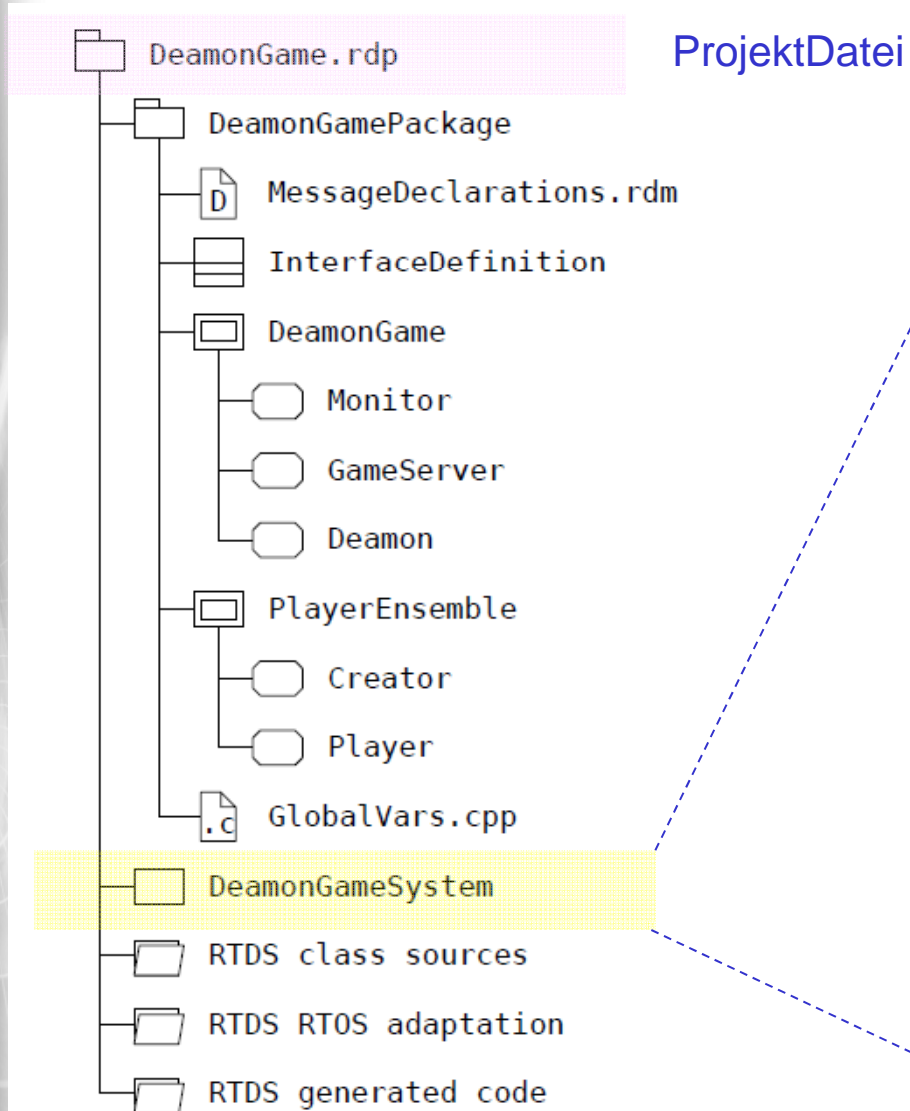 DeamonGame.rdp ProjektDatei
DeamonGamePackage
D MessageDeclarations.rdm
InterfaceDefinition
DeamonGame
Monitor
GameServer
Deamon
PlayerEnsemble
Creator
Player
.c GlobalVars.cpp
DeamonGameSystem
RTDS class sources
RTDS RTOS adaptation
RTDS generated code